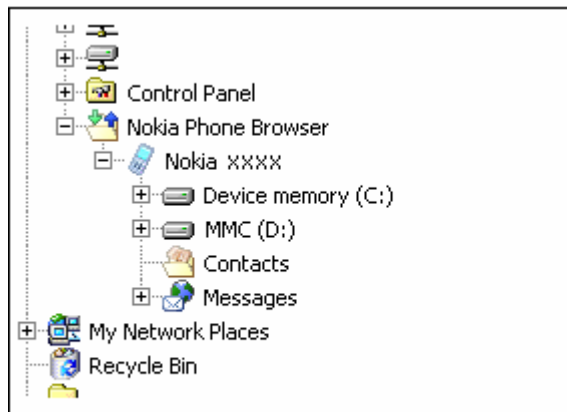 Control Panel
Nokia Phone Browser
Nokia xxxx
Device memory (C:)
MMC (D:)
Contacts
Messages
My Network Places
Recycle Bin